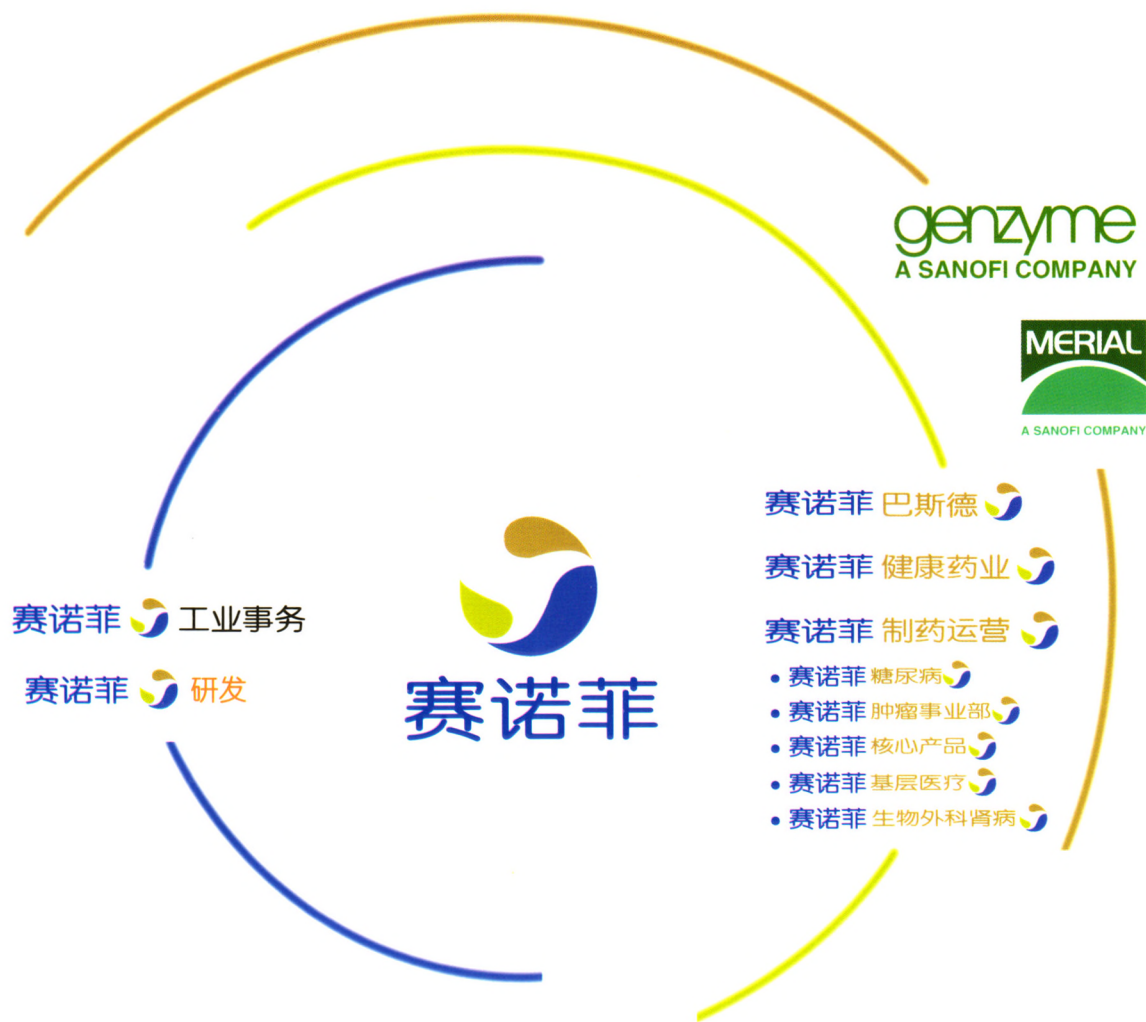 genzyme
A SANOFI COMPANY
MERIAL
A SANOFI COMPANY
赛诺菲 巴斯德
赛诺菲 健康药业
赛诺菲 制药运营
• 赛诺菲 糖尿病
• 赛诺菲 肿瘤事业部
• 赛诺菲 核心产品
• 赛诺菲 基层医疗
• 赛诺菲 生物外科肾病
赛诺菲 工业事务
赛诺菲 研发
赛诺菲